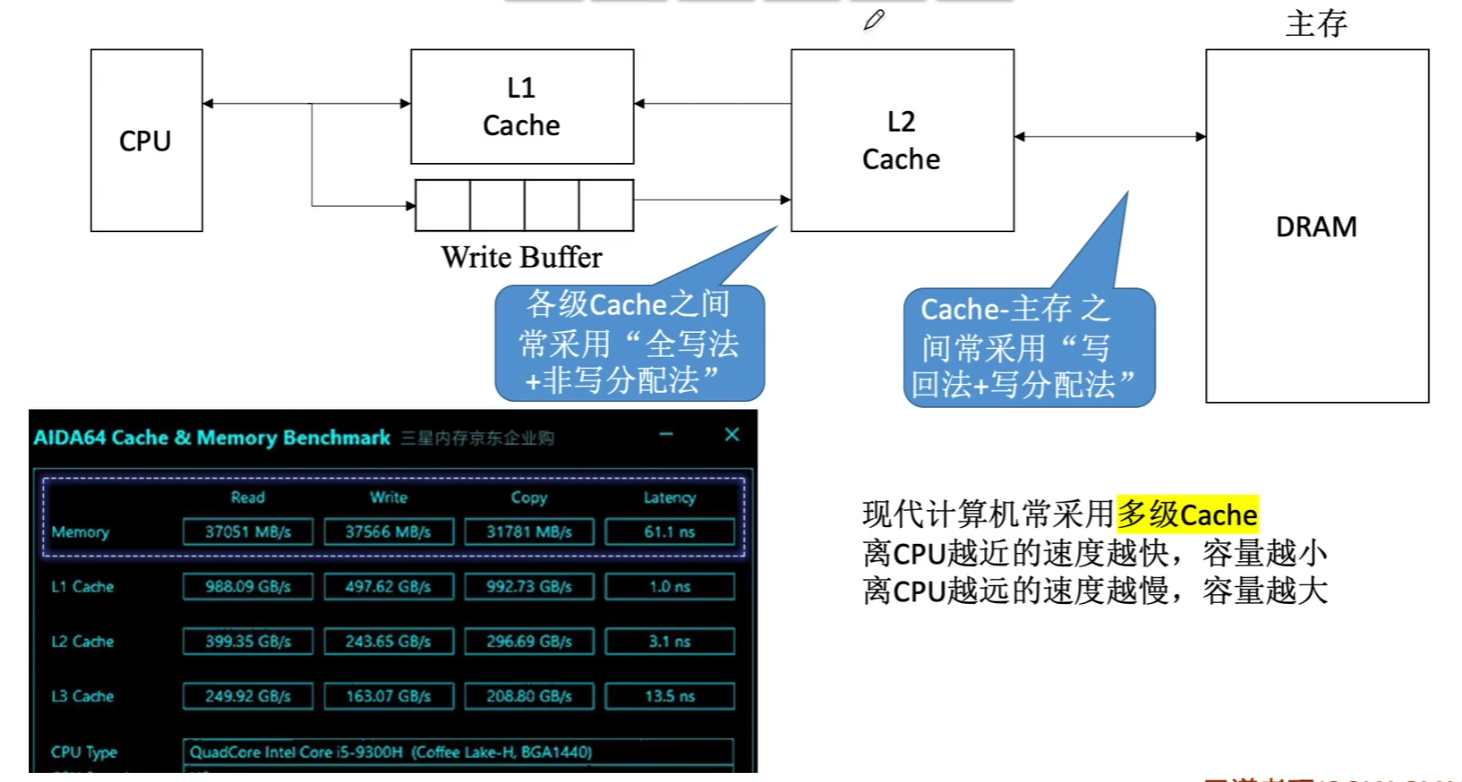 主存
CPU
L1
Cache
L2
Cache
DRAM
Write Buffer
各级Cache之间
常采用“全写法
+非写分配法”
Cache-主存 之
间常采用“写
回法+写分配法”
AIDA64 Cache & Memory Benchmark 三星内存京东企业购
Read Write Copy Latency
Memory 37051 MB/s 37566 MB/s 31781 MB/s 61.1 ns
L1 Cache 988.09 GB/s 497.62 GB/s 992.73 GB/s 1.0 ns
L2 Cache 399.35 GB/s 243.65 GB/s 296.69 GB/s 3.1 ns
L3 Cache 249.92 GB/s 163.07 GB/s 208.80 GB/s 13.5 ns
CPU Type QuadCore Intel Core i5-9300H (Coffee Lake-H, BGA1440)
现代计算机常采用多级Cache
离CPU越近的速度越快，容量越小
离CPU越远的速度越慢，容量越大